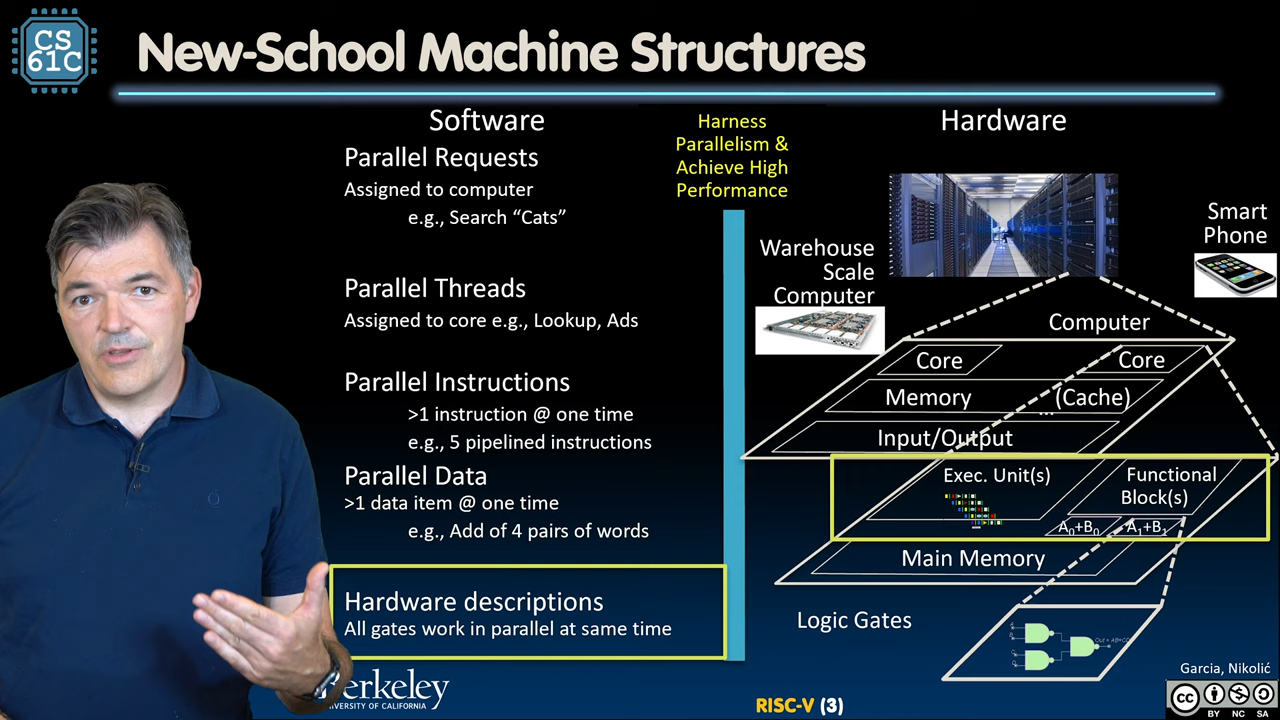 CS
61C
New-School Machine Structures
Software
Parallel Requests
Assigned to computer
e.g., Search “Cats”
Parallel Threads
Assigned to core e.g., Lookup, Ads
Parallel Instructions
>1 instruction @ one time
e.g., 5 pipelined instructions
Parallel Data
>1 data item @ one time
e.g., Add of 4 pairs of words
Hardware descriptions
All gates work in parallel at same time
Harness
Parallelism &
Achieve High
Performance
Hardware
Smart
Phone
Warehouse
Scale
Computer
Computer
Core
Core
Memory
(Cache)
...
Input/Output
Exec. Unit(s)
Functional
Block(s)
A₀+B₀
A₁+B₁
Main Memory
Logic Gates
Out = AB+CD
Berkeley
UNIVERSITY OF CALIFORNIA
RISC-V (3)
Garcia, Nikolić
CC
BY NC SA